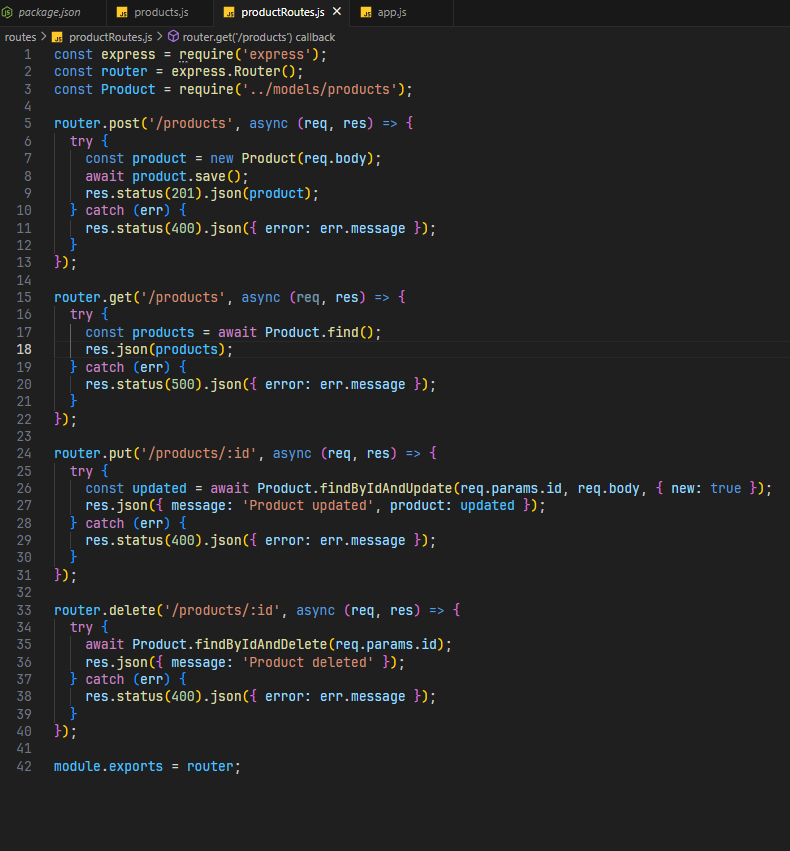 package.json products.js productRoutes.js app.js
routes > productRoutes.js > router.get('/products') callback
1 const express = require('express');
2 const router = express.Router();
3 const Product = require('../models/products');
4
5 router.post('/products', async (req, res) => {
6   try {
7     const product = new Product(req.body);
8     await product.save();
9     res.status(201).json(product);
10   } catch (err) {
11     res.status(400).json({ error: err.message });
12   }
13 });
14
15 router.get('/products', async (req, res) => {
16   try {
17     const products = await Product.find();
18     res.json(products);
19   } catch (err) {
20     res.status(500).json({ error: err.message });
21   }
22 });
23
24 router.put('/products/:id', async (req, res) => {
25   try {
26     const updated = await Product.findByIdAndUpdate(req.params.id, req.body, { new: true });
27     res.json({ message: 'Product updated', product: updated });
28   } catch (err) {
29     res.status(400).json({ error: err.message });
30   }
31 });
32
33 router.delete('/products/:id', async (req, res) => {
34   try {
35     await Product.findByIdAndDelete(req.params.id);
36     res.json({ message: 'Product deleted' });
37   } catch (err) {
38     res.status(400).json({ error: err.message });
39   }
40 });
41
42 module.exports = router;